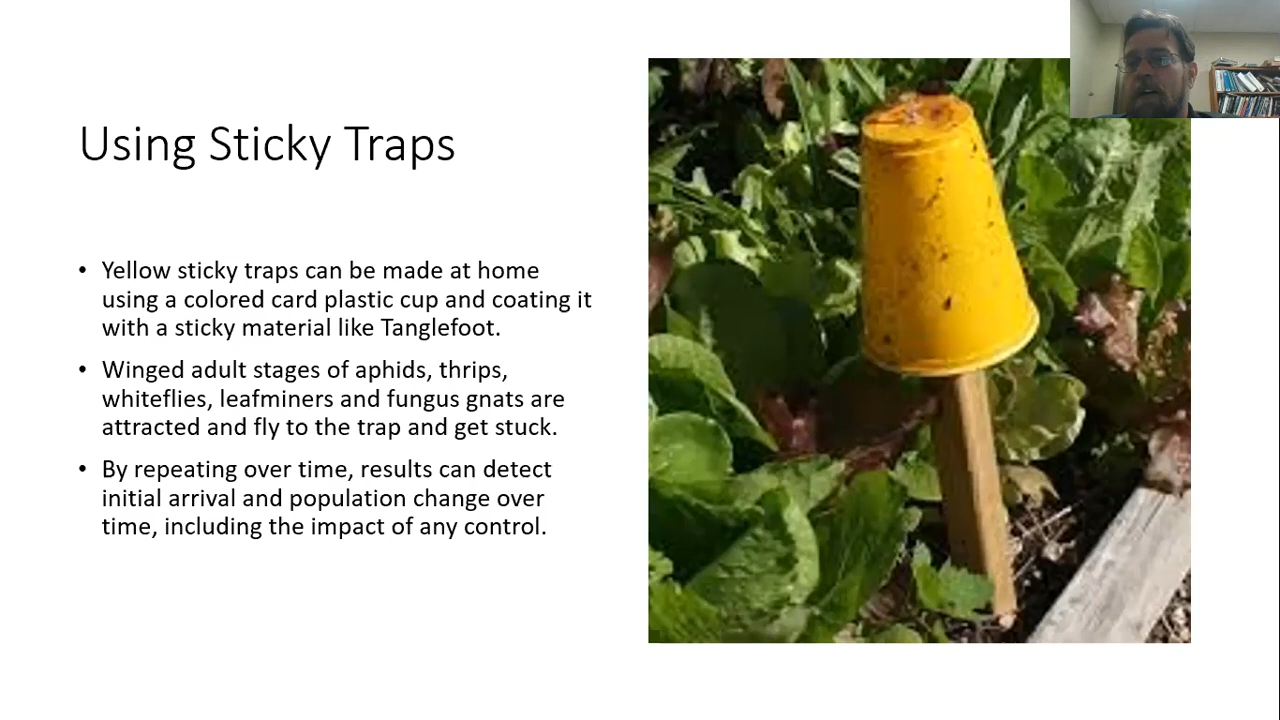 Using Sticky Traps
• Yellow sticky traps can be made at home
using a colored card plastic cup and coating it
with a sticky material like Tanglefoot.
• Winged adult stages of aphids, thrips,
whiteflies, leafminers and fungus gnats are
attracted and fly to the trap and get stuck.
• By repeating over time, results can detect
initial arrival and population change over
time, including the impact of any control.